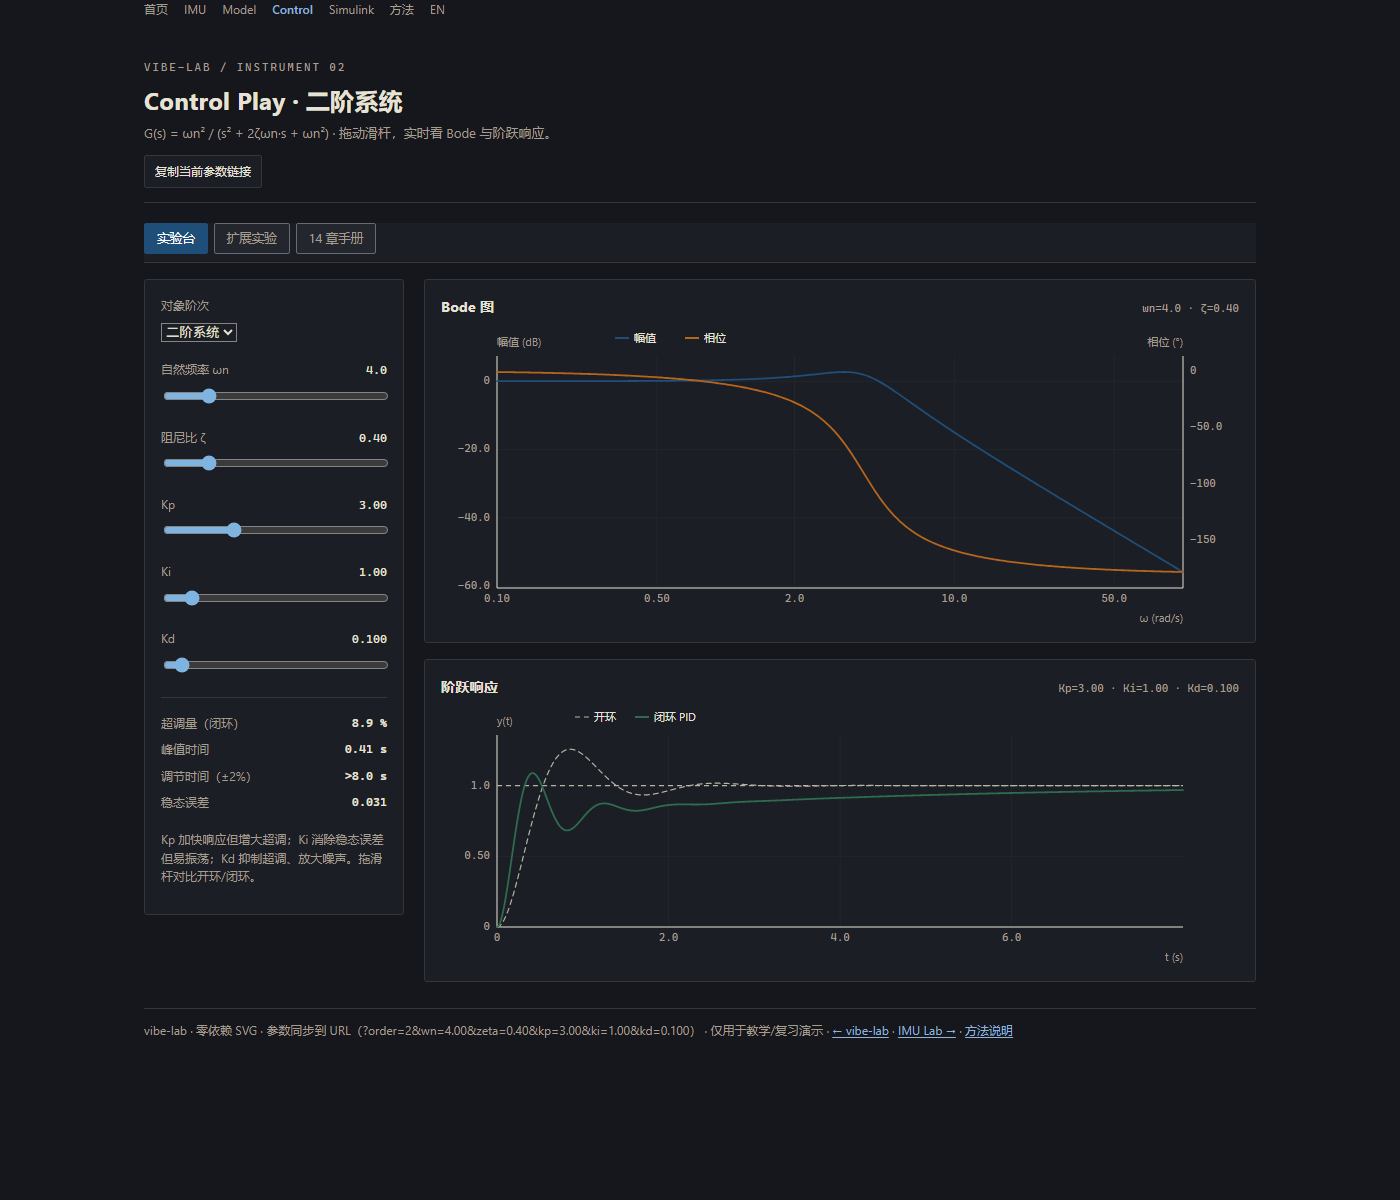 首页 IMU Model Control Simulink 方法 EN
VIBE-LAB / INSTRUMENT 02
Control Play · 二阶系统
G(s) = ωn² / (s² + 2ζωn·s + ωn²) · 拖动滑杆，实时看 Bode 与阶跃响应。
复制当前参数链接
实验台 扩展实验 14 章手册
对象阶次
二阶系统
自然频率 ωn 4.0
阻尼比 ζ 0.40
Kp 3.00
Ki 1.00
Kd 0.100
超调量（闭环） 8.9 %
峰值时间 0.41 s
调节时间（±2%） >8.0 s
稳态误差 0.031
Kp 加快响应但增大超调；Ki 消除稳态误差
但易振荡；Kd 抑制超调、放大噪声。拖滑
杆对比开环/闭环。
Bode 图 ωn=4.0 · ζ=0.40
幅值 (dB) 幅值 相位 相位 (°)
0 0
−20.0 −50.0
−40.0 −100
−60.0 −150
0.10 0.50 2.0 10.0 50.0
ω (rad/s)
阶跃响应 Kp=3.00 · Ki=1.00 · Kd=0.100
y(t) 开环 闭环 PID
1.0
0.50
0
0 2.0 4.0 6.0
t (s)
vibe-lab · 零依赖 SVG · 参数同步到 URL（?order=2&wn=4.00&zeta=0.40&kp=3.00&ki=1.00&kd=0.100） · 仅用于教学/复习演示 · ← vibe-lab · IMU Lab → · 方法说明